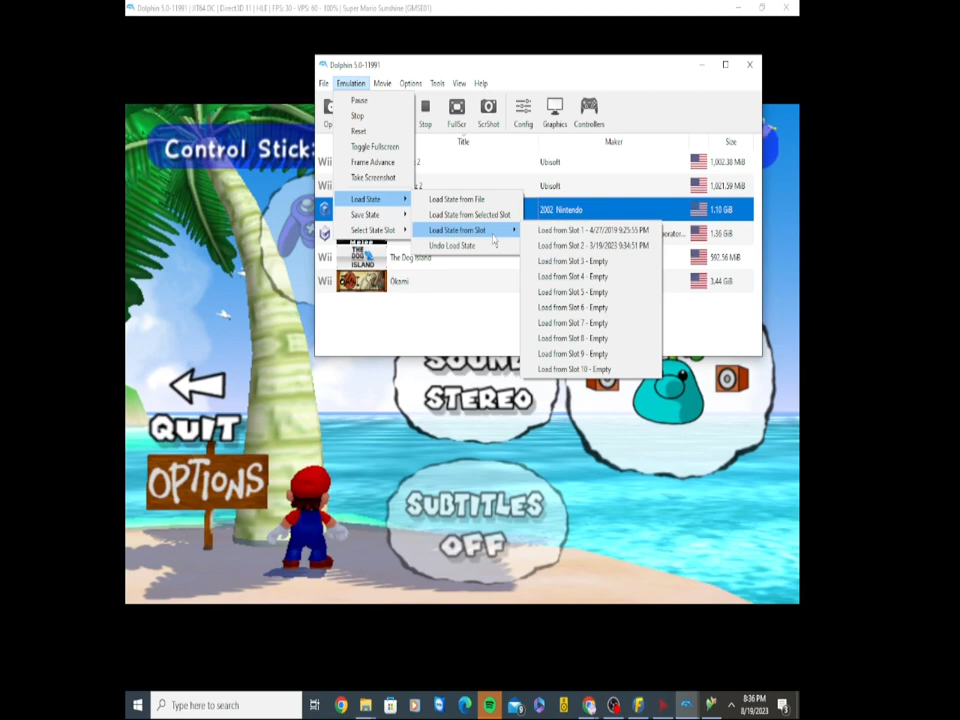 Dolphin 5.0-11991 | JIT64 DC | Direct3D 11 | HLE | FPS: 30 - VPS: 60 - 100% | Super Mario Sunshine (GMSE01)
Dolphin 5.0-11991
File Emulation Movie Options Tools View Help
Pause
Stop
Reset
Toggle Fullscreen
Frame Advance
Take Screenshot
Load State
Save State
Select State Slot
Stop FullScr ScrShot Config Graphics Controllers
Title Maker Size
Wii 2 Ubisoft 1,002.38 MiB
Wii 2 Ubisoft 1,021.59 MiB
2002 Nintendo 1.10 GiB
1.36 GiB
Wii THE DOG ISLAND The Dog Island 592.56 MiB
Wii Okami 3.44 GiB
Load State from File
Load State from Selected Slot
Load State from Slot
Undo Load State
Load from Slot 1 - 4/27/2019 9:25:55 PM
Load from Slot 2 - 3/19/2023 9:34:51 PM
Load from Slot 3 - Empty
Load from Slot 4 - Empty
Load from Slot 5 - Empty
Load from Slot 6 - Empty
Load from Slot 7 - Empty
Load from Slot 8 - Empty
Load from Slot 9 - Empty
Load from Slot 10 - Empty
Control Stick:
SOUND
STEREO
QUIT
OPTIONS
SUBTITLES
OFF
Type here to search
8:36 PM
8/19/2023